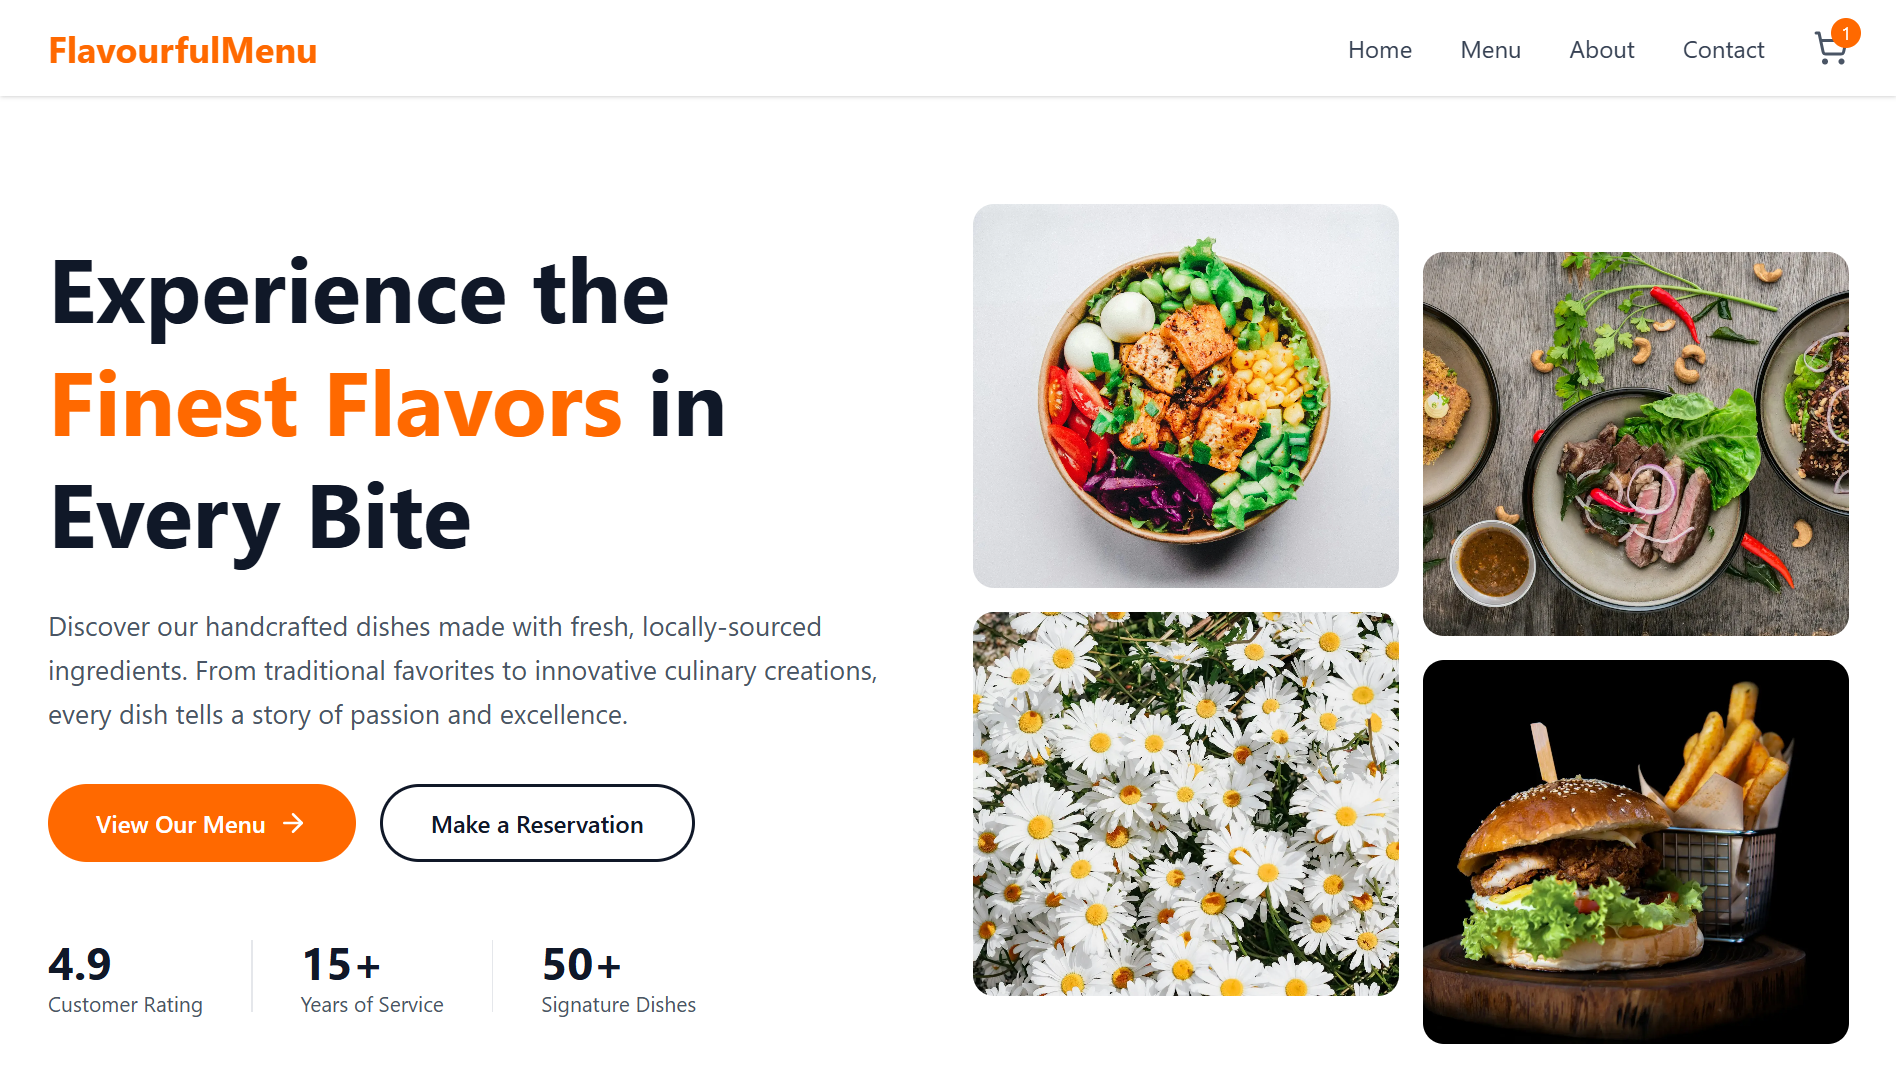 FlavourfulMenu
Home
Menu
About
Contact
1
Experience the
Finest Flavors in
Every Bite
Discover our handcrafted dishes made with fresh, locally-sourced
ingredients. From traditional favorites to innovative culinary creations,
every dish tells a story of passion and excellence.
View Our Menu
Make a Reservation
4.9
Customer Rating
15+
Years of Service
50+
Signature Dishes